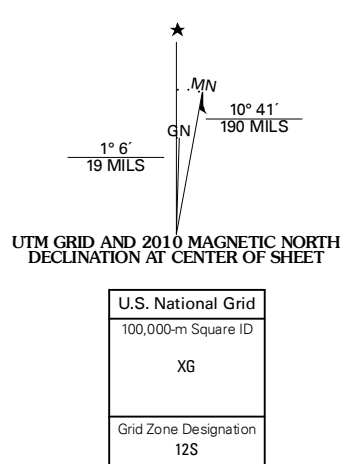 MN
GN
10° 41´
190 MILS
1° 6´
19 MILS
UTM GRID AND 2010 MAGNETIC NORTH
DECLINATION AT CENTER OF SHEET
U.S. National Grid
100,000-m Square ID
XG
Grid Zone Designation
12S